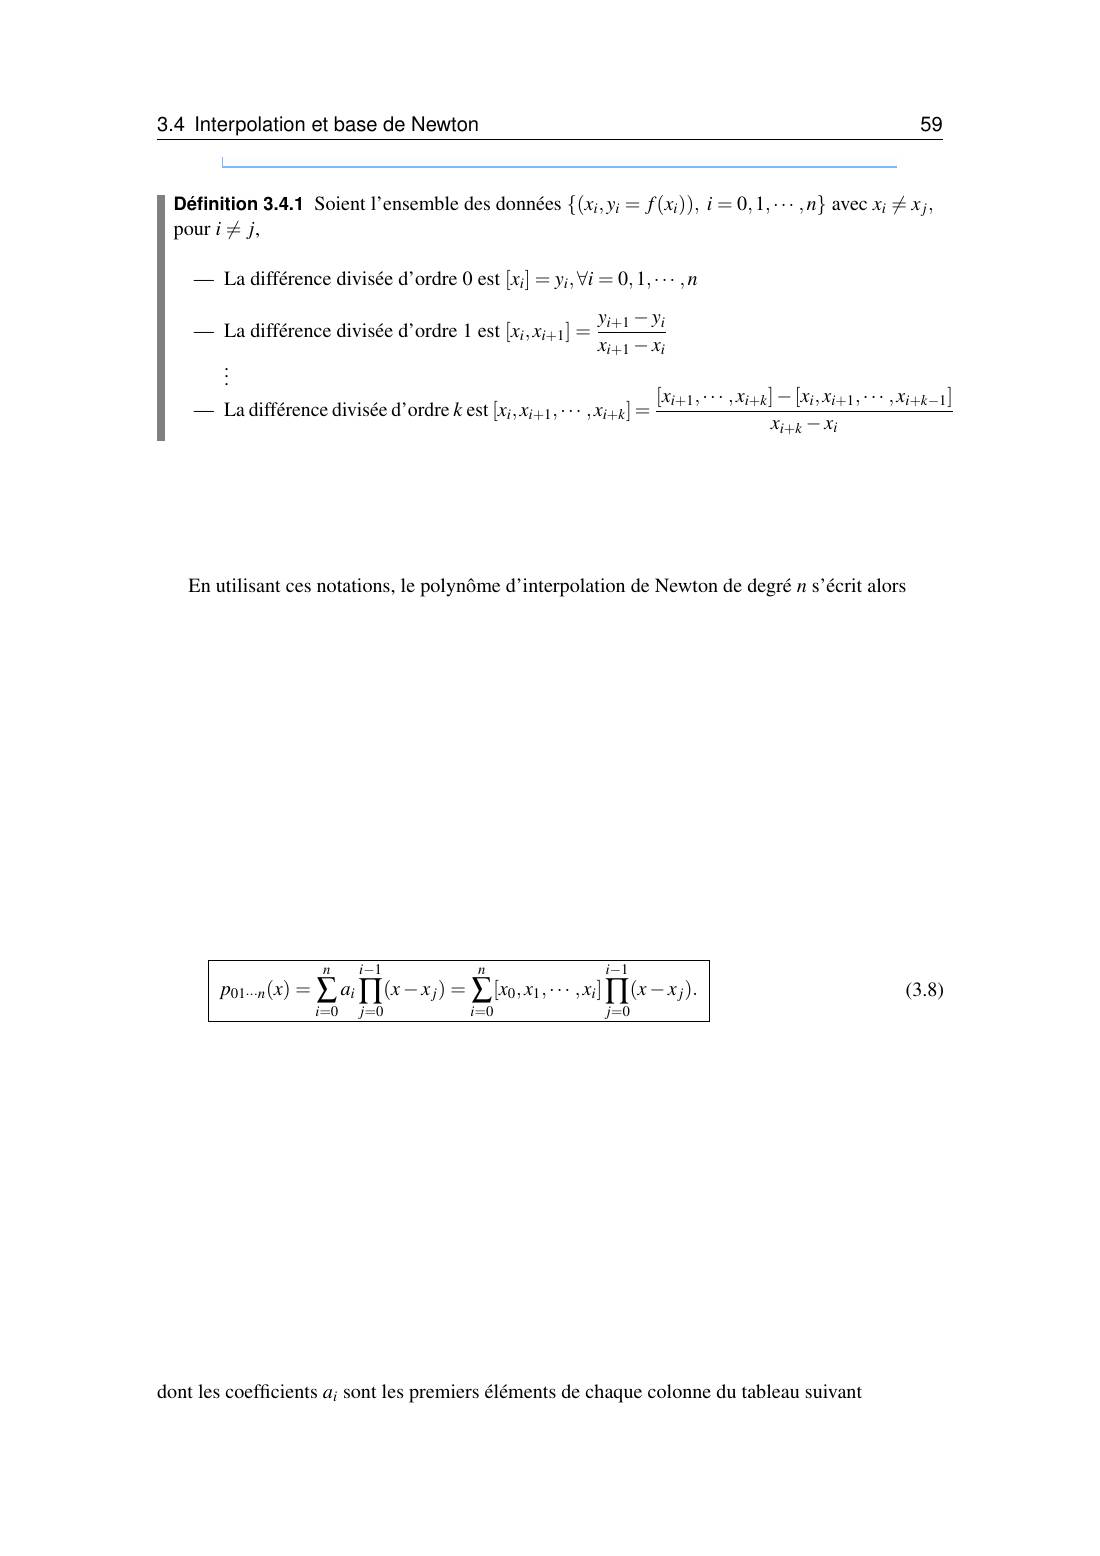 3.4 Interpolation et base de Newton 59
Définition 3.4.1 Soient l'ensemble des données {(x_i, y_i = f(x_i)), i = 0, 1, ⋯, n} avec x_i ≠ x_j,
pour i ≠ j,
— La différence divisée d'ordre 0 est [x_i] = y_i, ∀i = 0, 1, ⋯, n
— La différence divisée d'ordre 1 est [x_i, x_{i+1}] = \frac{y_{i+1} − y_i}{x_{i+1} − x_i}
⋮
— La différence divisée d'ordre k est [x_i, x_{i+1}, ⋯, x_{i+k}] = \frac{[x_{i+1}, ⋯, x_{i+k}] − [x_i, x_{i+1}, ⋯, x_{i+k−1}]}{x_{i+k} − x_i}
En utilisant ces notations, le polynôme d'interpolation de Newton de degré n s'écrit alors
p_{01⋯n}(x) = ∑_{i=0}^{n} a_i ∏_{j=0}^{i−1} (x − x_j) = ∑_{i=0}^{n} [x_0, x_1, ⋯, x_i] ∏_{j=0}^{i−1} (x − x_j). (3.8)
dont les coefficients a_i sont les premiers éléments de chaque colonne du tableau suivant